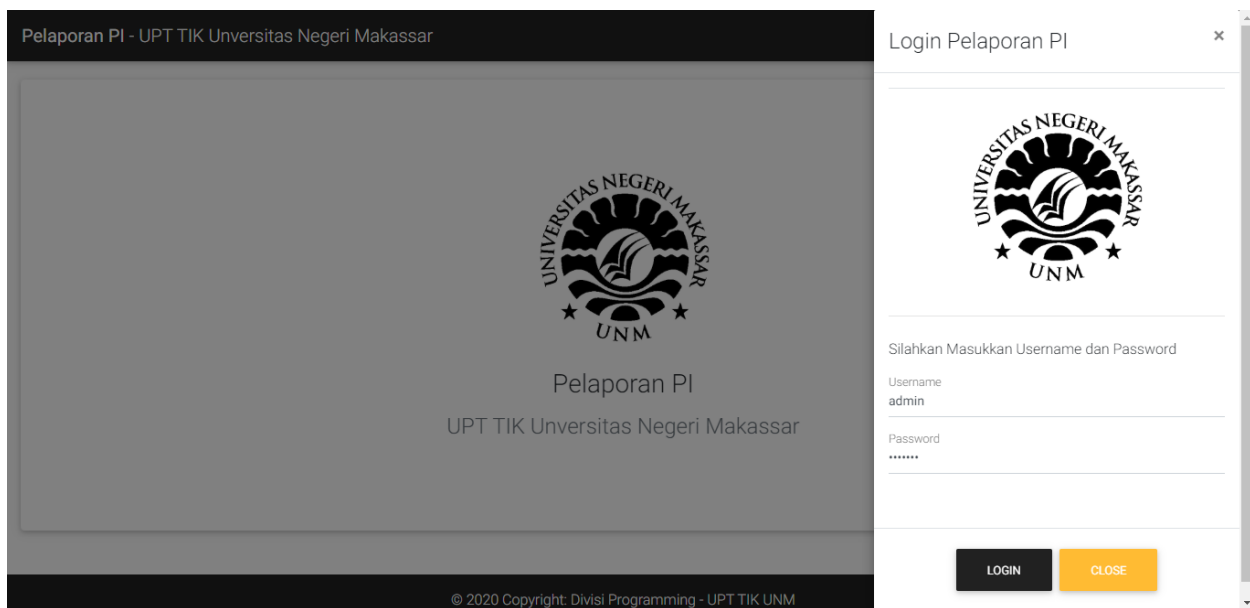 Pelaporan PI - UPT TIK Unversitas Negeri Makassar
UNIVERSITAS NEGERI MAKASSAR
UNM
Pelaporan PI
UPT TIK Unversitas Negeri Makassar
© 2020 Copyright: Divisi Programming - UPT TIK UNM
Login Pelaporan PI
×
UNIVERSITAS NEGERI MAKASSAR
UNM
Silahkan Masukkan Username dan Password
Username
admin
Password
•••••••
LOGIN
CLOSE